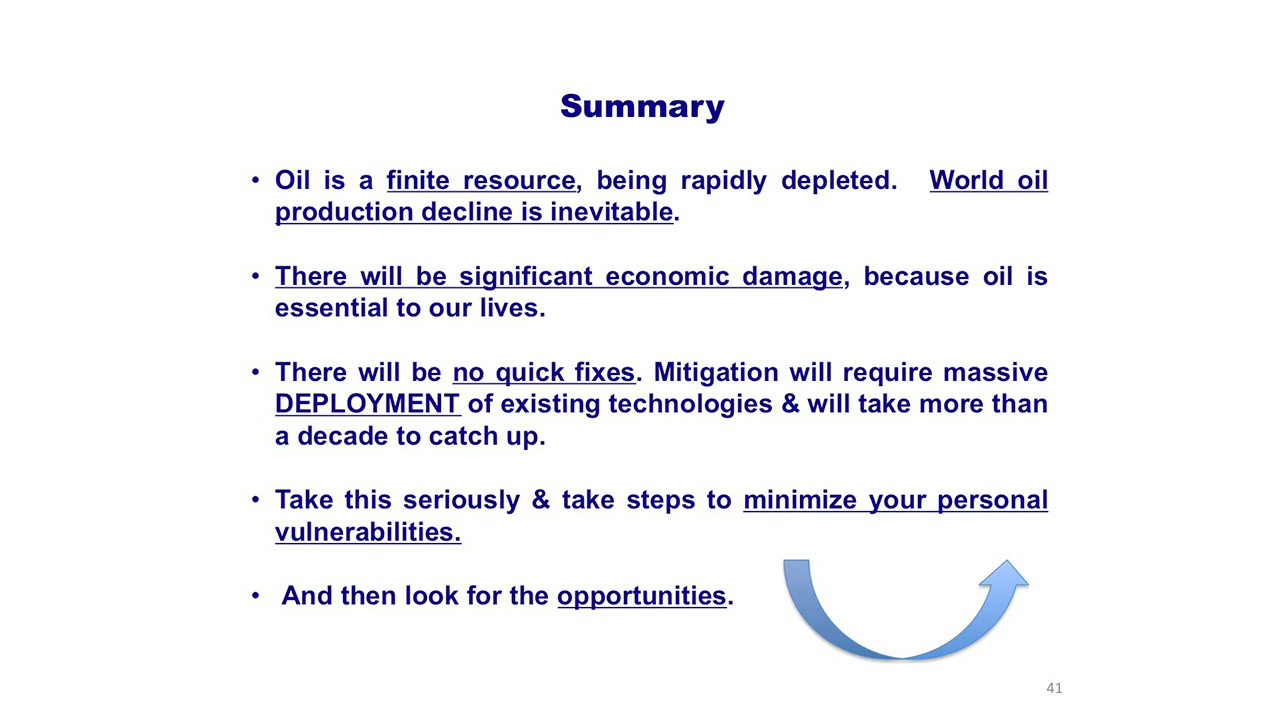 Summary
• Oil is a finite resource, being rapidly depleted. World oil
production decline is inevitable.
• There will be significant economic damage, because oil is
essential to our lives.
• There will be no quick fixes. Mitigation will require massive
DEPLOYMENT of existing technologies & will take more than
a decade to catch up.
• Take this seriously & take steps to minimize your personal
vulnerabilities.
• And then look for the opportunities.
41